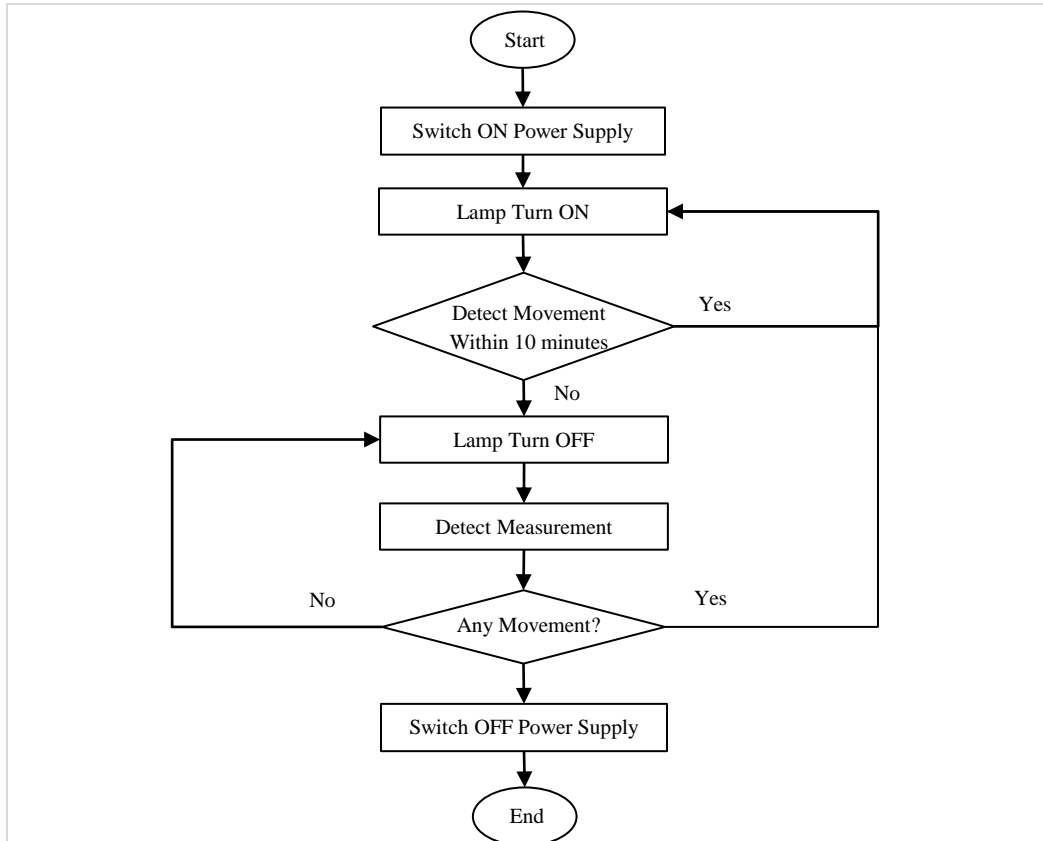 Start
Switch ON Power Supply
Lamp Turn ON
Detect Movement
Within 10 minutes
Yes
No
Lamp Turn OFF
Detect Measurement
No
Any Movement?
Yes
Switch OFF Power Supply
End